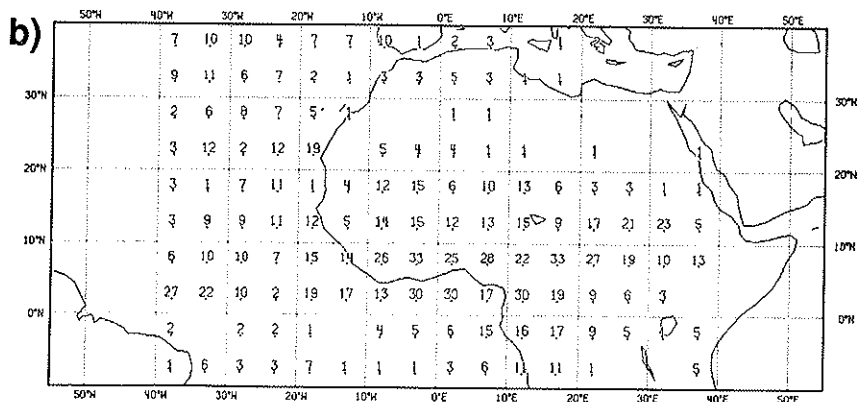 50°W 40°W 30°W 20°W 10°W 0°E 10°E 20°E 30°E 40°E 50°E
b)
7 10 10 4 7 7 10 1 2 3 1
9 11 6 7 2 1 3 3 5 3 1 1
30°N 30°N
2 6 8 7 5 1 1 1
3 12 2 12 19 5 4 4 1 1 1 1
20°N 20°N
3 1 7 11 1 4 12 15 6 10 13 6 3 3 1 1
3 9 9 11 12 5 14 15 12 13 15 9 17 21 23 5
10°N 10°N
6 10 10 7 15 14 26 33 25 28 22 33 27 19 10 13
27 22 10 2 19 17 13 30 30 17 30 19 9 6 3
0°N 0°N
2 2 2 1 4 5 6 15 16 17 9 5 5
1 6 3 3 7 1 1 1 3 6 11 11 1 5
50°W 40°W 30°W 20°W 10°W 0°E 10°E 20°E 30°E 40°E 50°E